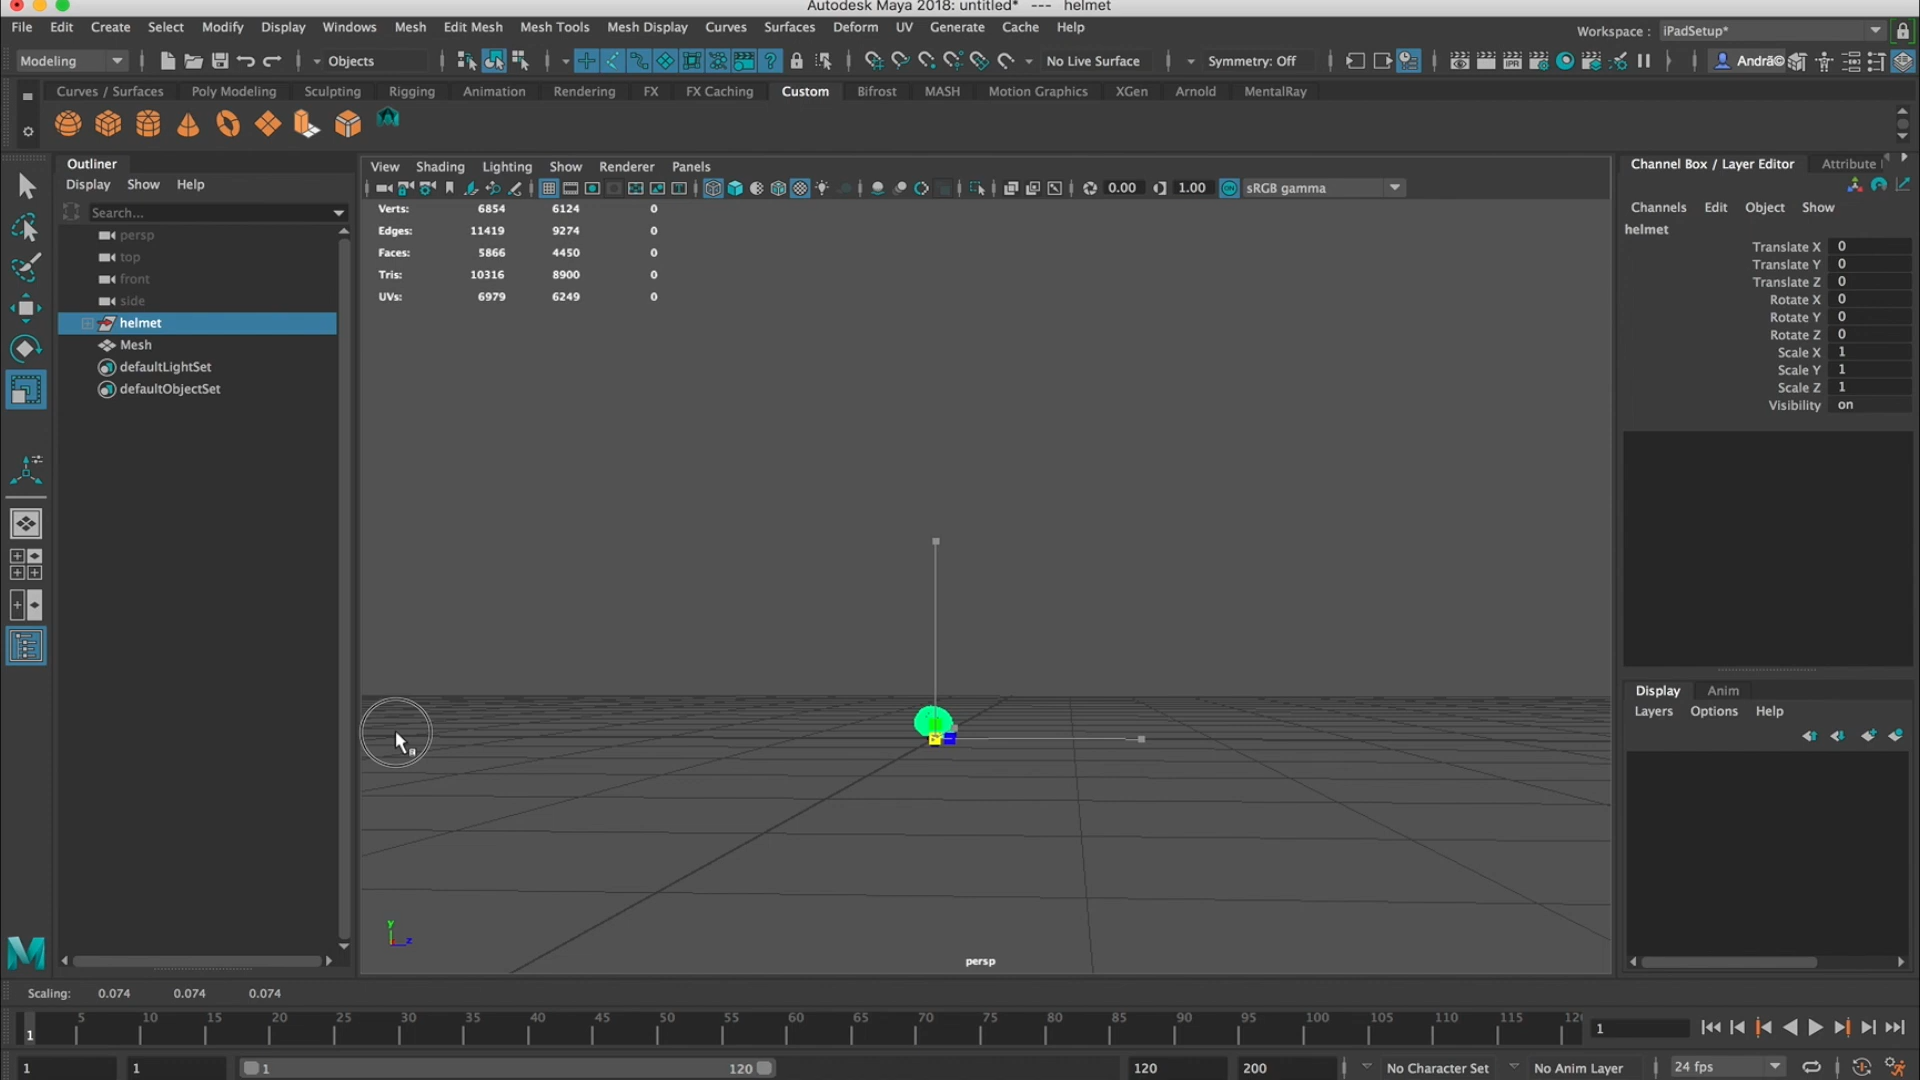 Autodesk Maya 2018: untitled* --- helmet
File Edit Create Select Modify Display Windows Mesh Edit Mesh Mesh Tools Mesh Display Curves Surfaces Deform UV Generate Cache Help
Workspace : iPadSetup*
Modeling Objects No Live Surface Symmetry: Off IPR Andrã©
Curves / Surfaces Poly Modeling Sculpting Rigging Animation Rendering FX FX Caching Custom Bifrost MASH Motion Graphics XGen Arnold MentalRay
Outliner
Display Show Help
Search...
persp
top
front
side
helmet
Mesh
defaultLightSet
defaultObjectSet
View Shading Lighting Show Renderer Panels
0.00 1.00 sRGB gamma
Verts: 6854 6124 0
Edges: 11419 9274 0
Faces: 5866 4450 0
Tris: 10316 8900 0
UVs: 6979 6249 0
y
z
persp
Channel Box / Layer Editor Attribute
Channels Edit Object Show
helmet
Translate X 0
Translate Y 0
Translate Z 0
Rotate X 0
Rotate Y 0
Rotate Z 0
Scale X 1
Scale Y 1
Scale Z 1
Visibility on
Display Anim
Layers Options Help
Scaling: 0.074 0.074 0.074
1 5 10 15 20 25 30 35 40 45 50 55 60 65 70 75 80 85 90 95 100 105 110 115 12 1
1 1 1 120 120 200 No Character Set No Anim Layer 24 fps